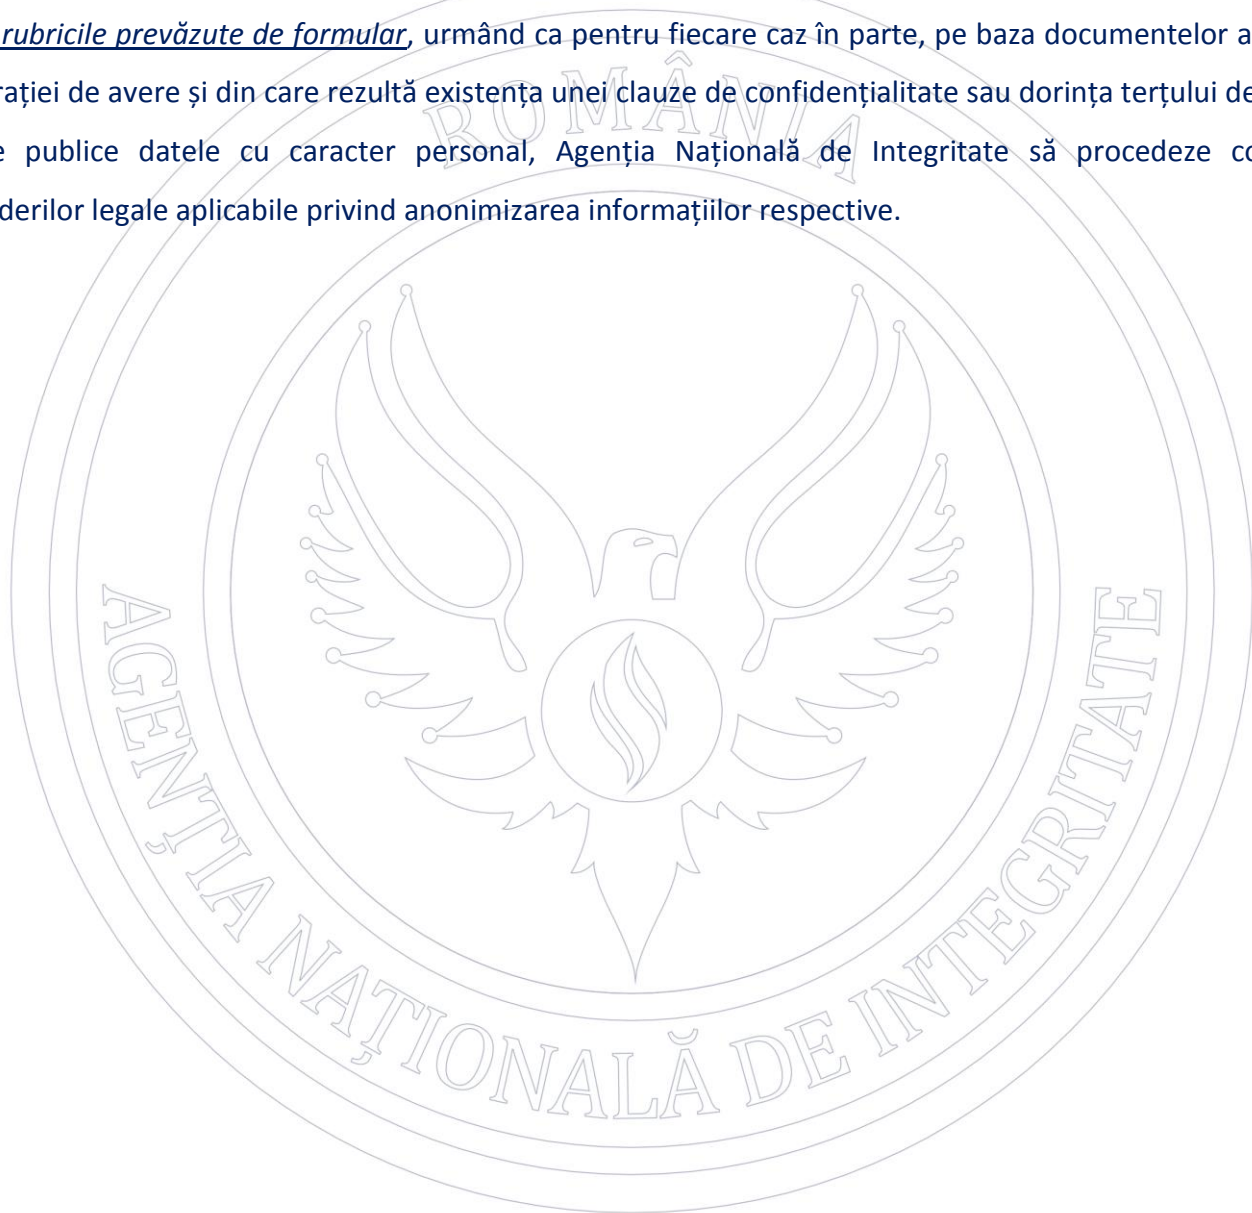 rubricile prevăzute de formular, urmând ca pentru fiecare caz în parte, pe baza documentelor a
rației de avere și din care rezultă existența unei clauze de confidențialitate sau dorința terțului de
e publice datele cu caracter personal, Agenția Națională de Integritate să procedeze co
derilor legale aplicabile privind anonimizarea informațiilor respective.
ROMÂNIA
AGENȚIA NAȚIONALĂ DE INTEGRITATE